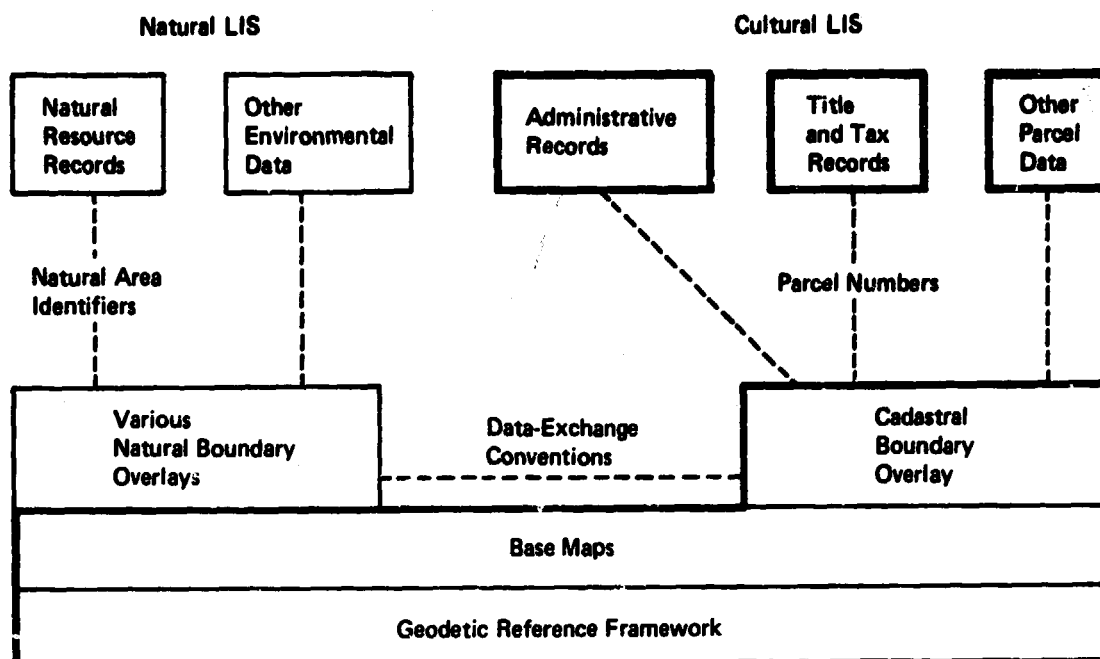 Natural LIS
Cultural LIS
Natural
Resource
Records
Other
Environmental
Data
Administrative
Records
Title
and Tax
Records
Other
Parcel
Data
Natural Area
Identifiers
Parcel Numbers
Various
Natural Boundary
Overlays
Data-Exchange
Conventions
Cadastral
Boundary
Overlay
Base Maps
Geodetic Reference Framework